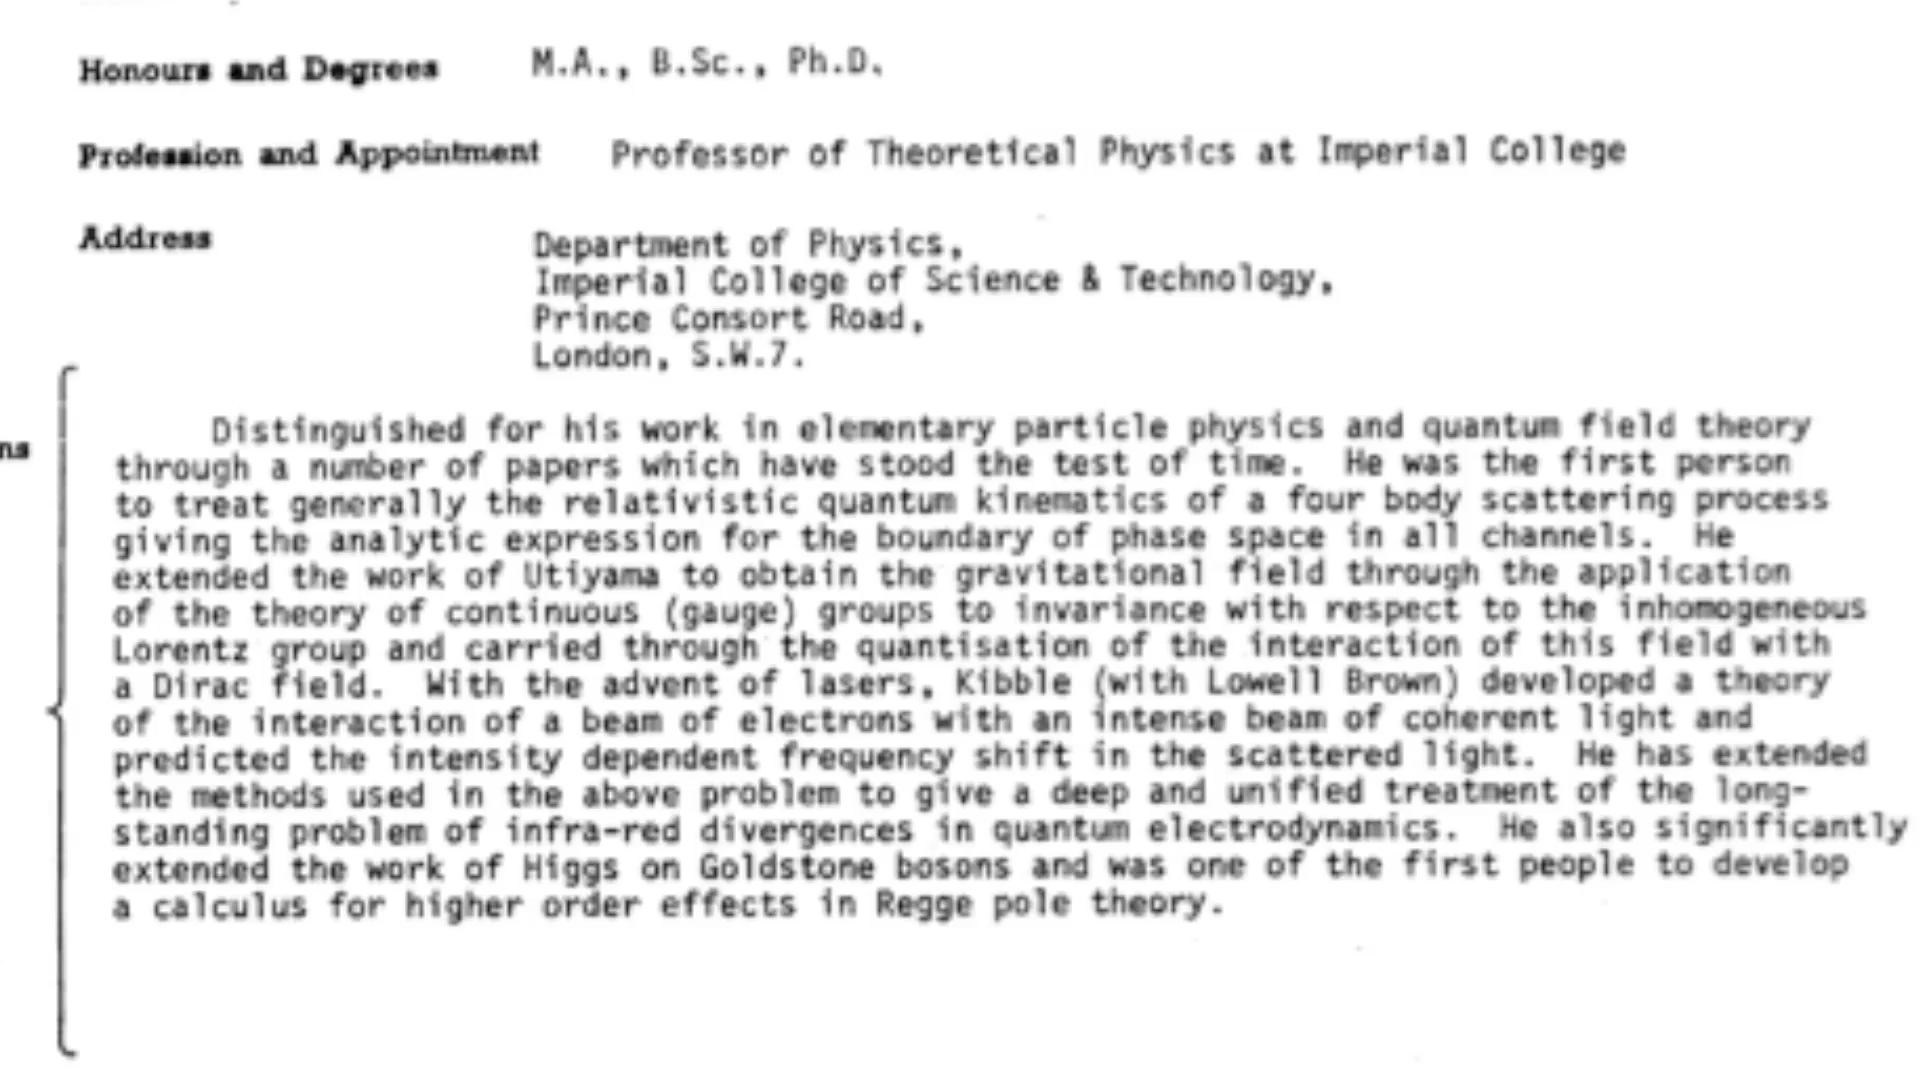 Honours and Degrees M.A., B.Sc., Ph.D.
Profession and Appointment Professor of Theoretical Physics at Imperial College
Address Department of Physics,
Imperial College of Science & Technology,
Prince Consort Road,
London, S.W.7.
ns
Distinguished for his work in elementary particle physics and quantum field theory
through a number of papers which have stood the test of time. He was the first person
to treat generally the relativistic quantum kinematics of a four body scattering process
giving the analytic expression for the boundary of phase space in all channels. He
extended the work of Utiyama to obtain the gravitational field through the application
of the theory of continuous (gauge) groups to invariance with respect to the inhomogeneous
Lorentz group and carried through the quantisation of the interaction of this field with
a Dirac field. With the advent of lasers, Kibble (with Lowell Brown) developed a theory
of the interaction of a beam of electrons with an intense beam of coherent light and
predicted the intensity dependent frequency shift in the scattered light. He has extended
the methods used in the above problem to give a deep and unified treatment of the long-
standing problem of infra-red divergences in quantum electrodynamics. He also significantly
extended the work of Higgs on Goldstone bosons and was one of the first people to develop
a calculus for higher order effects in Regge pole theory.